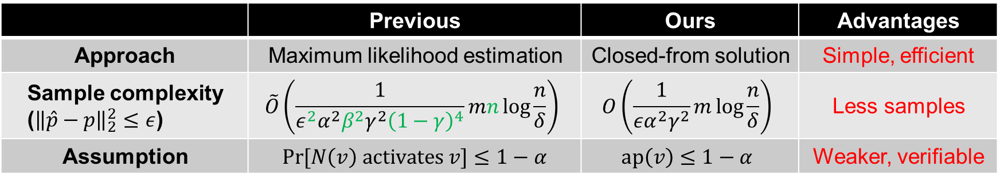 Previous Ours Advantages
Approach Maximum likelihood estimation Closed-from solution Simple, efficient
Sample complexity (‖p̂ − p‖₂² ≤ ϵ) Õ(1/(ϵ²α²β²γ²(1 − γ)⁴) mn log n/δ) O(1/(ϵα²γ²) m log n/δ) Less samples
Assumption Pr[N(v) activates v] ≤ 1 − α ap(v) ≤ 1 − α Weaker, verifiable